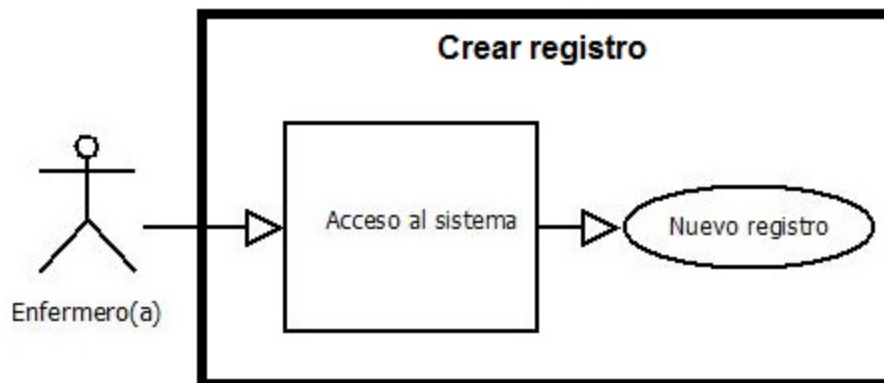 Crear registro
Acceso al sistema
Nuevo registro
Enfermero(a)